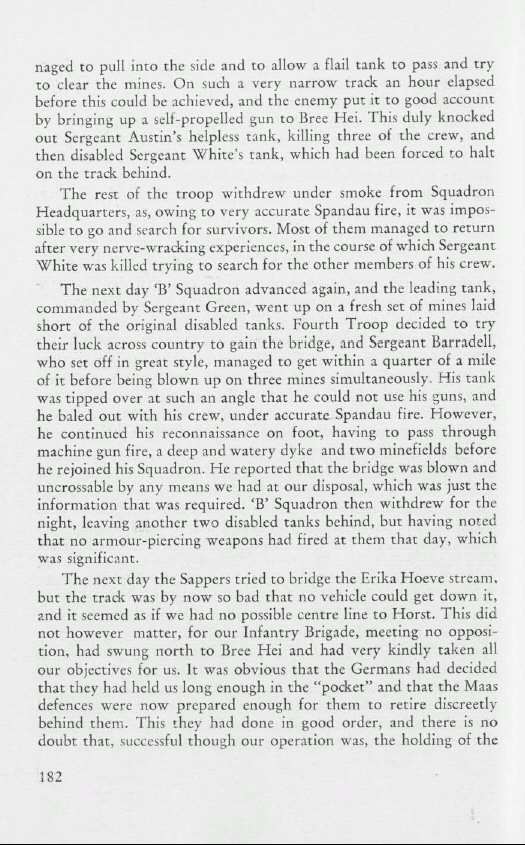 naged to pull into the side and to allow a flail tank to pass and try
to clear the mines. On such a very narrow track an hour elapsed
before this could be achieved, and the enemy put it to good account
by bringing up a self-propelled gun to Bree Hei. This duly knocked
out Sergeant Austin's helpless tank, killing three of the crew, and
then disabled Sergeant White's tank, which had been forced to halt
on the track behind.
The rest of the troop withdrew under smoke from Squadron
Headquarters, as, owing to very accurate Spandau fire, it was impos-
sible to go and search for survivors. Most of them managed to return
after very nerve-wracking experiences, in the course of which Sergeant
White was killed trying to search for the other members of his crew.
The next day 'B' Squadron advanced again, and the leading tank,
commanded by Sergeant Green, went up on a fresh set of mines laid
short of the original disabled tanks. Fourth Troop decided to try
their luck across country to gain the bridge, and Sergeant Barradell,
who set off in great style, managed to get within a quarter of a mile
of it before being blown up on three mines simultaneously. His tank
was tipped over at such an angle that he could not use his guns, and
he baled out with his crew, under accurate Spandau fire. However,
he continued his reconnaissance on foot, having to pass through
machine gun fire, a deep and watery dyke and two minefields before
he rejoined his Squadron. He reported that the bridge was blown and
uncrossable by any means we had at our disposal, which was just the
information that was required. 'B' Squadron then withdrew for the
night, leaving another two disabled tanks behind, but having noted
that no armour-piercing weapons had fired at them that day, which
was significant.
The next day the Sappers tried to bridge the Erika Hoeve stream,
but the track was by now so bad that no vehicle could get down it,
and it seemed as if we had no possible centre line to Horst. This did
not however matter, for our Infantry Brigade, meeting no opposi-
tion, had swung north to Bree Hei and had very kindly taken all
our objectives for us. It was obvious that the Germans had decided
that they had held us long enough in the "pocket" and that the Maas
defences were now prepared enough for them to retire discreetly
behind them. This they had done in good order, and there is no
doubt that, successful though our operation was, the holding of the
182